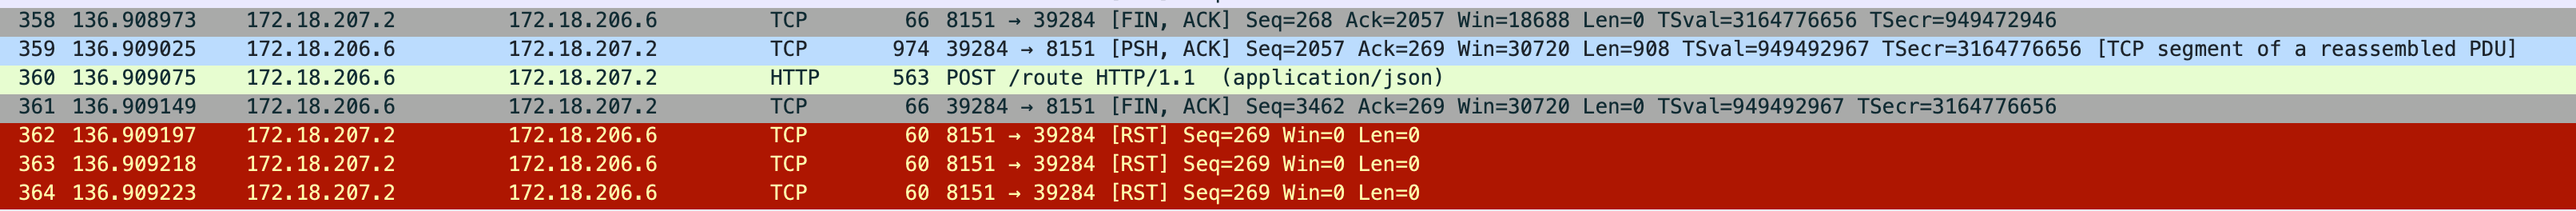 358 136.908973 172.18.207.2 172.18.206.6 TCP 66 8151 → 39284 [FIN, ACK] Seq=268 Ack=2057 Win=18688 Len=0 TSval=3164776656 TSecr=949472946
359 136.909025 172.18.206.6 172.18.207.2 TCP 974 39284 → 8151 [PSH, ACK] Seq=2057 Ack=269 Win=30720 Len=908 TSval=949492967 TSecr=3164776656 [TCP segment of a reassembled PDU]
360 136.909075 172.18.206.6 172.18.207.2 HTTP 563 POST /route HTTP/1.1 (application/json)
361 136.909149 172.18.206.6 172.18.207.2 TCP 66 39284 → 8151 [FIN, ACK] Seq=3462 Ack=269 Win=30720 Len=0 TSval=949492967 TSecr=3164776656
362 136.909197 172.18.207.2 172.18.206.6 TCP 60 8151 → 39284 [RST] Seq=269 Win=0 Len=0
363 136.909218 172.18.207.2 172.18.206.6 TCP 60 8151 → 39284 [RST] Seq=269 Win=0 Len=0
364 136.909223 172.18.207.2 172.18.206.6 TCP 60 8151 → 39284 [RST] Seq=269 Win=0 Len=0